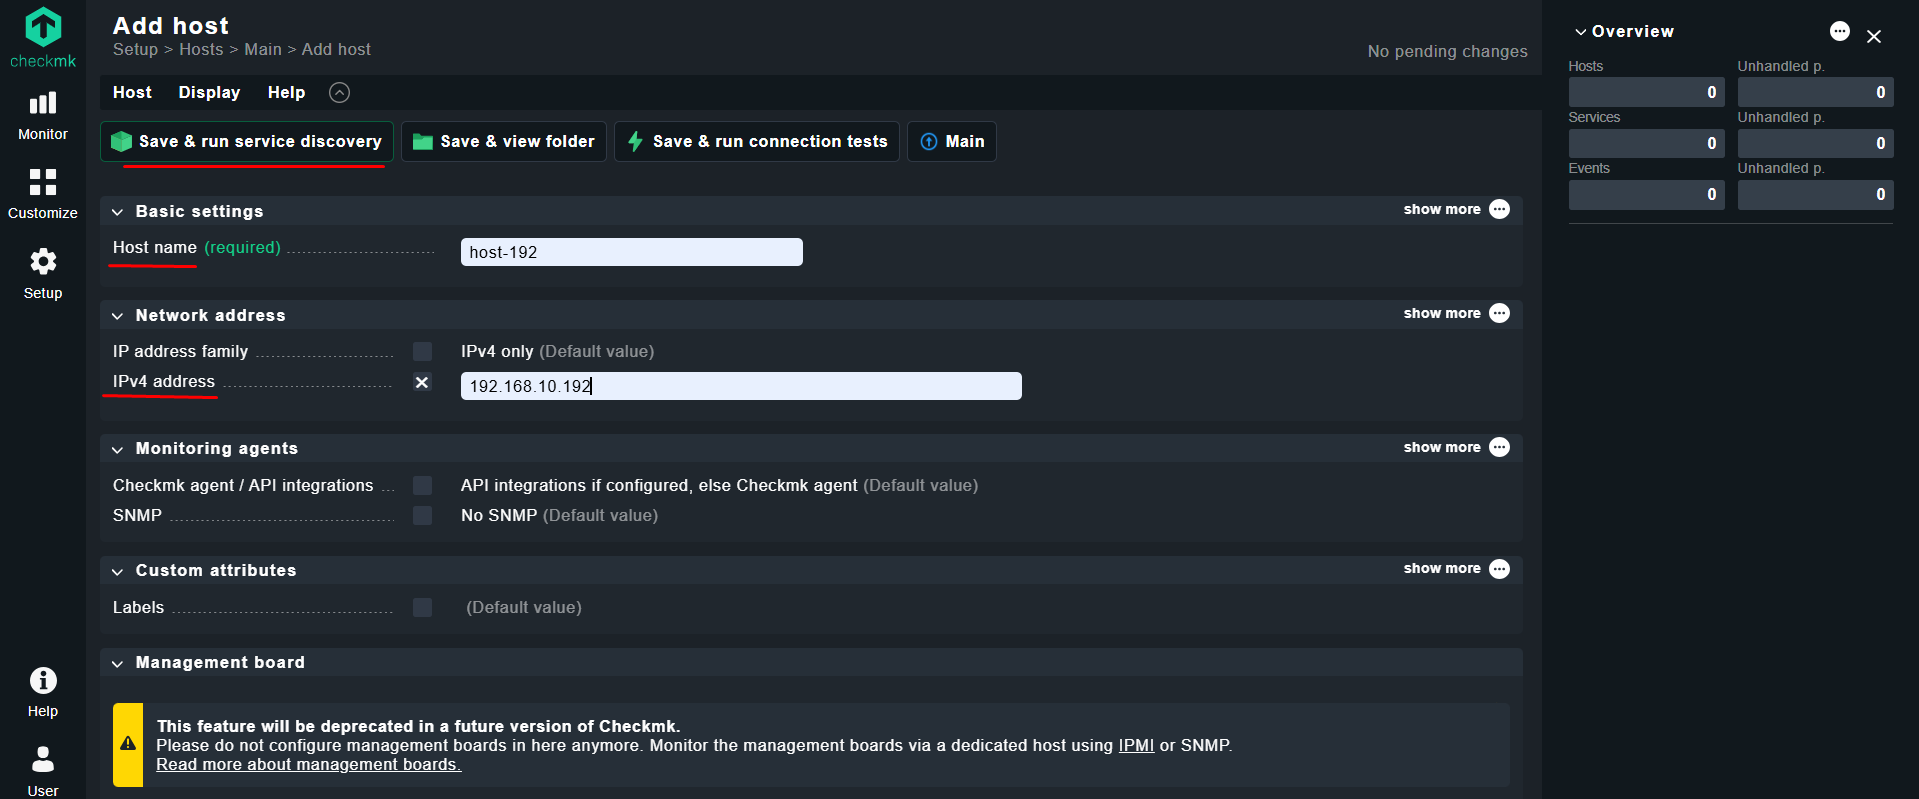 checkmk
Monitor
Customize
Setup
Help
User
Add host
Setup > Hosts > Main > Add host
No pending changes
Host Display Help
Save & run service discovery Save & view folder Save & run connection tests Main
Basic settings show more
Host name (required) host-192
Network address show more
IP address family IPv4 only (Default value)
IPv4 address 192.168.10.192
Monitoring agents show more
Checkmk agent / API integrations API integrations if configured, else Checkmk agent (Default value)
SNMP No SNMP (Default value)
Custom attributes show more
Labels (Default value)
Management board
This feature will be deprecated in a future version of Checkmk.
Please do not configure management boards in here anymore. Monitor the management boards via a dedicated host using IPMI or SNMP.
Read more about management boards.
Overview
Hosts Unhandled p.
0 0
Services Unhandled p.
0 0
Events Unhandled p.
0 0